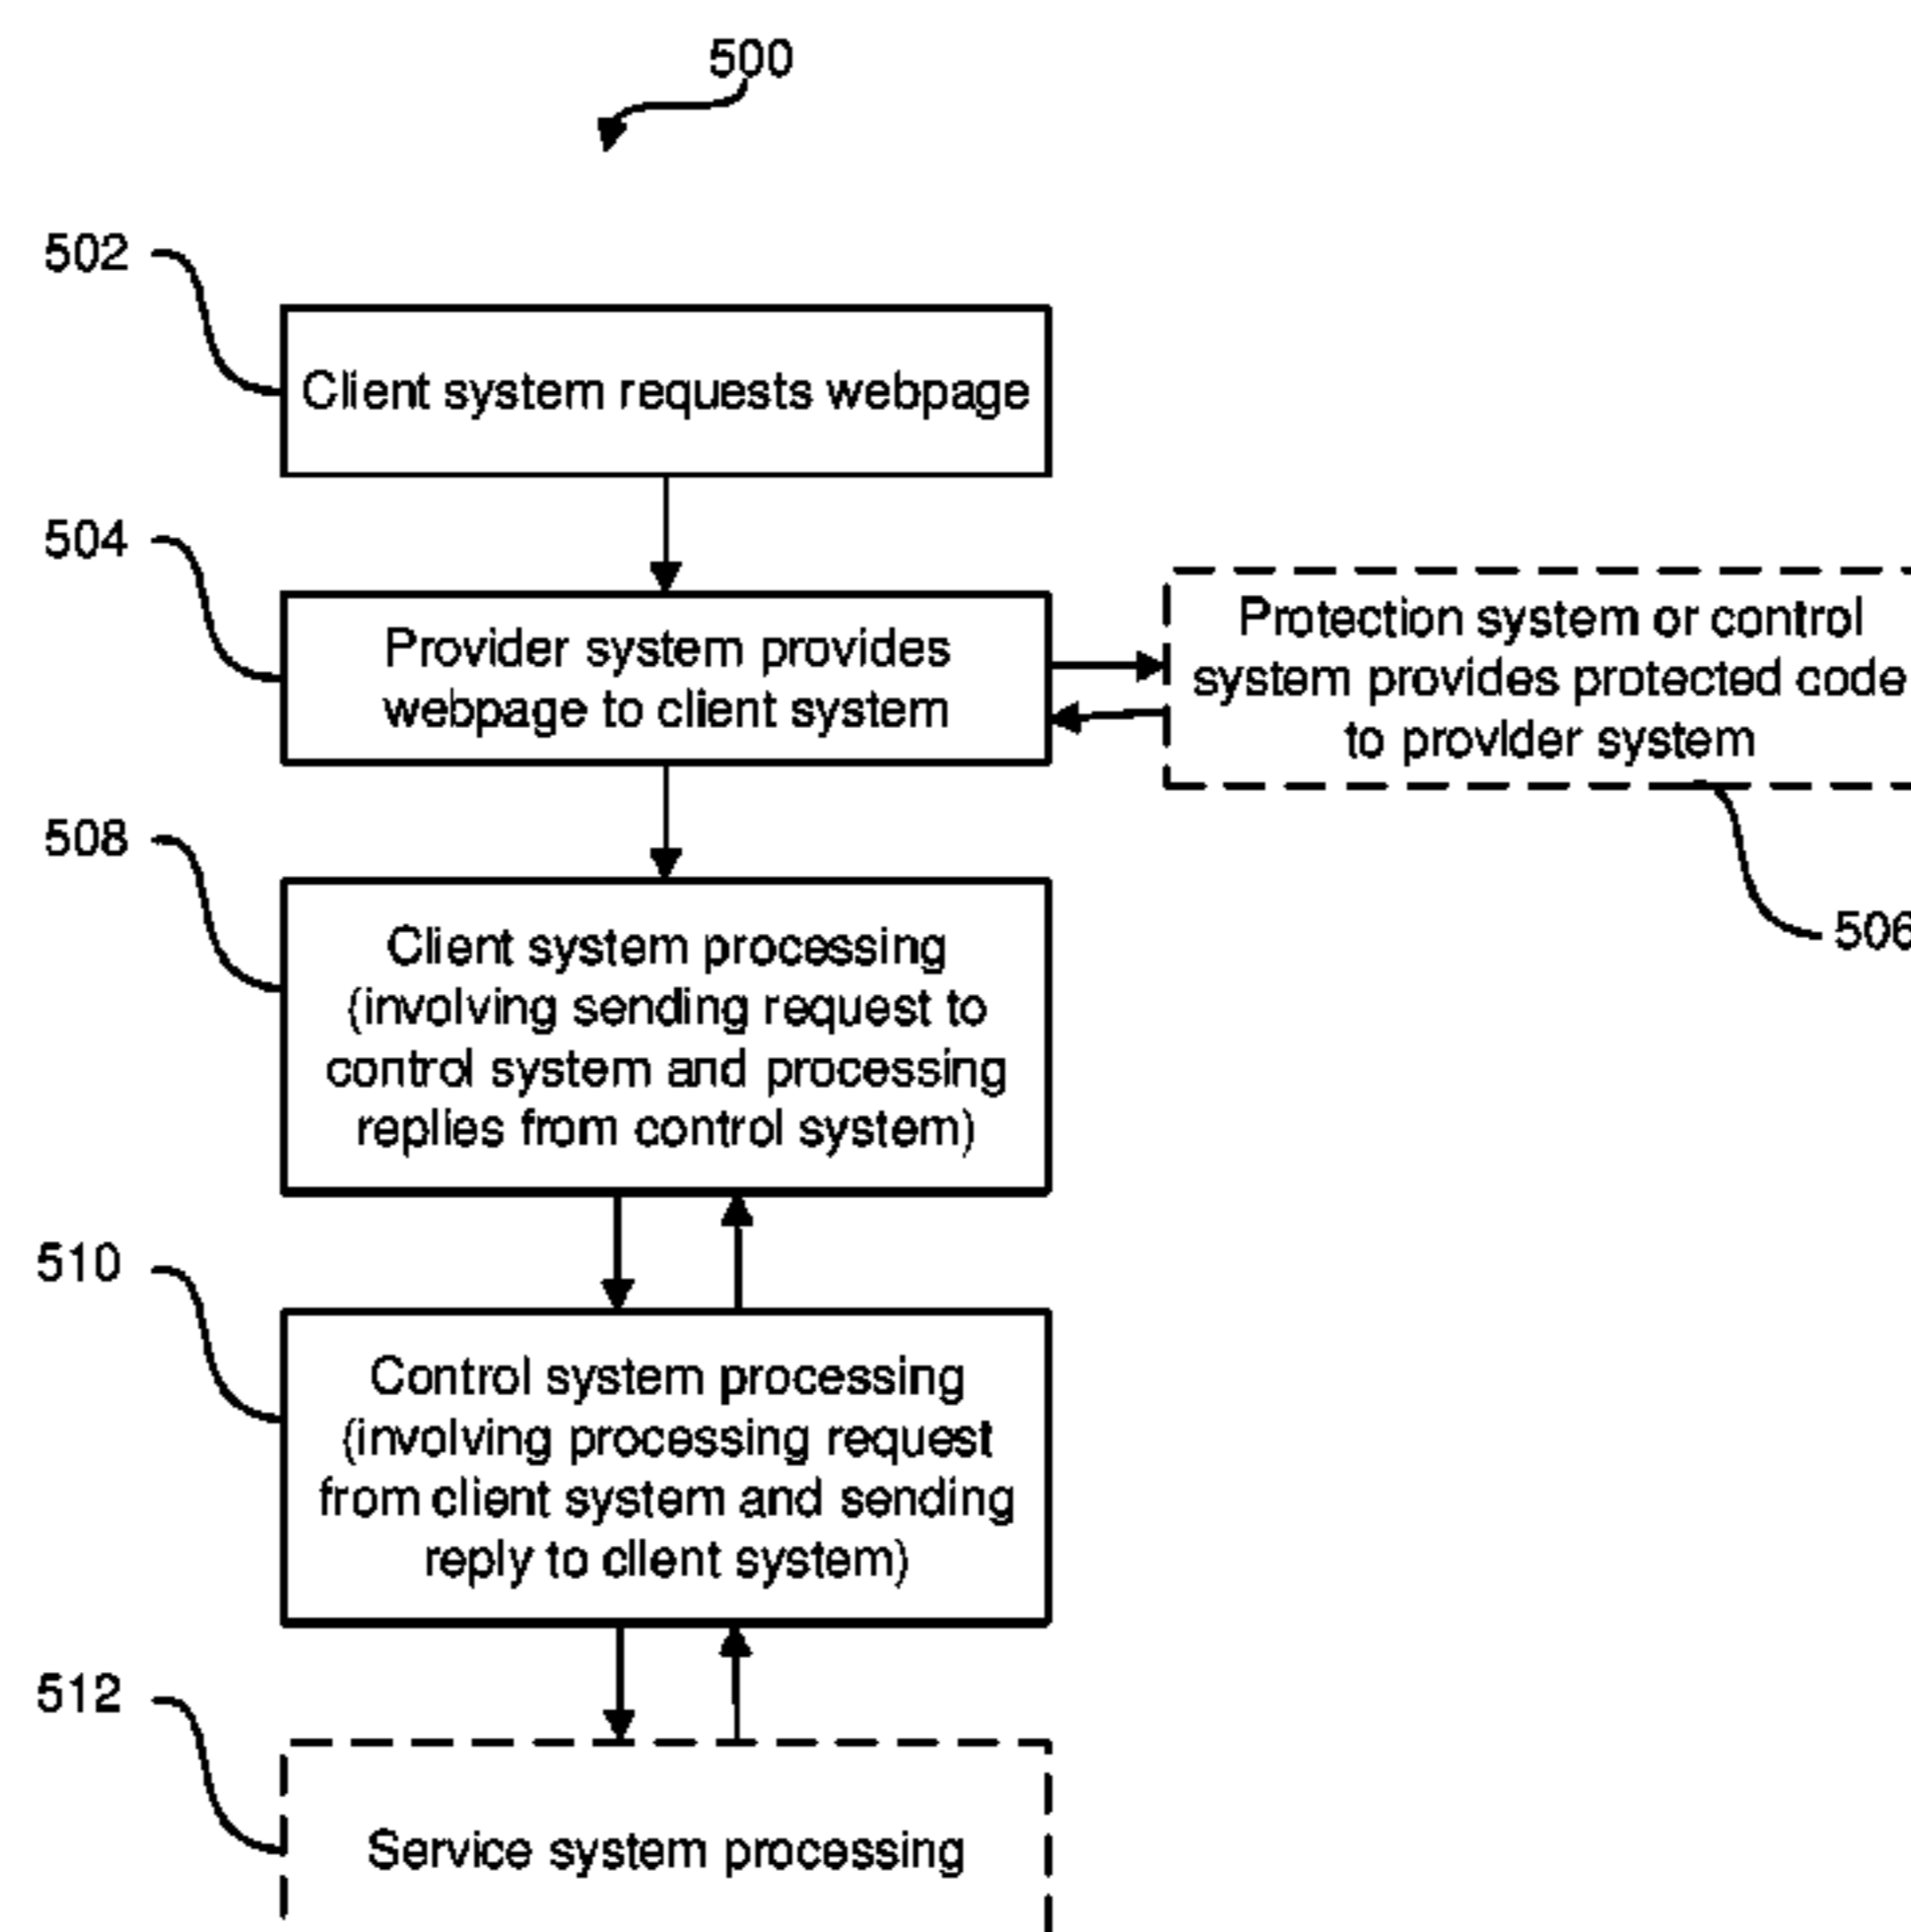 500
502
Client system requests webpage
504
Provider system provides
webpage to client system
Protection system or control
system provides protected code
to provider system
506
508
Client system processing
(involving sending request to
control system and processing
replies from control system)
510
Control system processing
(involving processing request
from client system and sending
reply to client system)
512
Service system processing